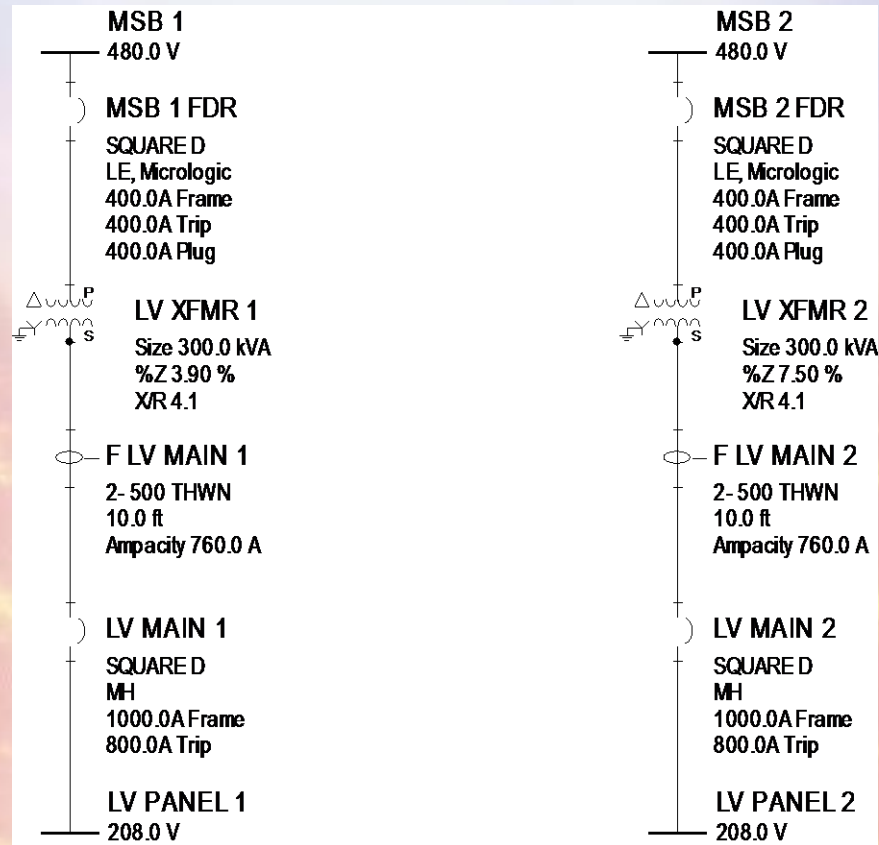 MSB 1
480.0 V
MSB 1 FDR
SQUARE D
LE, Micrologic
400.0A Frame
400.0A Trip
400.0A Plug
P
S
LV XFMR 1
Size 300.0 kVA
%Z 3.90 %
X/R 4.1
F LV MAIN 1
2- 500 THWN
10.0 ft
Ampacity 760.0 A
LV MAIN 1
SQUARE D
MH
1000.0A Frame
800.0A Trip
LV PANEL 1
208.0 V
MSB 2
480.0 V
MSB 2 FDR
SQUARE D
LE, Micrologic
400.0A Frame
400.0A Trip
400.0A Plug
P
S
LV XFMR 2
Size 300.0 kVA
%Z 7.50 %
X/R 4.1
F LV MAIN 2
2- 500 THWN
10.0 ft
Ampacity 760.0 A
LV MAIN 2
SQUARE D
MH
1000.0A Frame
800.0A Trip
LV PANEL 2
208.0 V